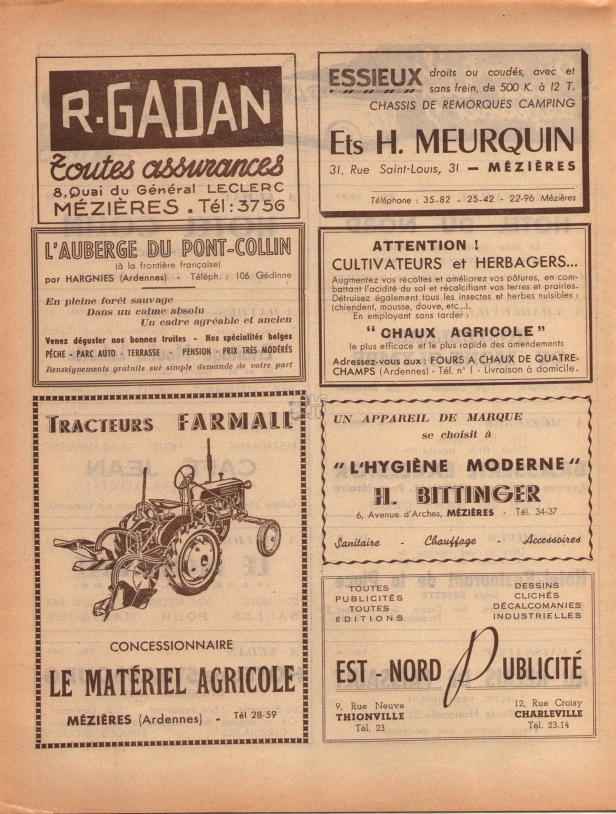 R-GADAN
Toutes assurances
8, Quai du Général LECLERC
MÉZIÈRES . Tél: 3756
ESSIEUX droits ou coudés, avec et
sans frein, de 500 K. à 12 T.
CHASSIS DE REMORQUES CAMPING
Ets H. MEURQUIN
31, Rue Saint-Louis, 31 — MÉZIÈRES
Téléphone : 35-82 - 25-42 - 22-96 Mézières
L'AUBERGE DU PONT-COLLIN
(à la frontière française)
par HARGNIES (Ardennes) - Téléph. : 106 Gédinne
En pleine forêt sauvage
Dans un calme absolu
Un cadre agréable et ancien
Venez déguster nos bonnes truites - Nos spécialités belges
PÊCHE - PARC AUTO - TERRASSE - PENSION - PRIX TRÈS MODÉRÉS
Renseignements gratuits sur simple demande de votre part
ATTENTION !
CULTIVATEURS et HERBAGERS...
Augmentez vos récoltes et améliorez vos pâtures, en com-
battant l'acidité du sol et récalcifiant vos terres et prairies.
Détruisez également tous les insectes et herbes nuisibles :
(chiendent, mousse, douve, etc...).
En employant sans tarder :
" CHAUX AGRICOLE "
le plus efficace et le plus rapide des amendements
Adressez-vous aux : FOURS A CHAUX DE QUATRE-
CHAMPS (Ardennes) - Tél. n° 1 - Livraison à domicile.
TRACTEURS FARMALL
CONCESSIONNAIRE
LE MATÉRIEL AGRICOLE
MÉZIÈRES (Ardennes) - Tél 28-59
UN APPAREIL DE MARQUE
se choisit à
" L'HYGIÈNE MODERNE "
H. BITTINGER
6, Avenue d'Arches, MÉZIÈRES - Tél. 34-37
Sanitaire - Chauffage - Accessoires
TOUTES
PUBLICITÉS
TOUTES
ÉDITIONS
DESSINS
CLICHÉS
DÉCALCOMANIES
INDUSTRIELLES
EST - NORD PUBLICITÉ
9, Rue Neuve
THIONVILLE
Tél. 23
12, Rue Croisy
CHARLEVILLE
Tél. 23.14